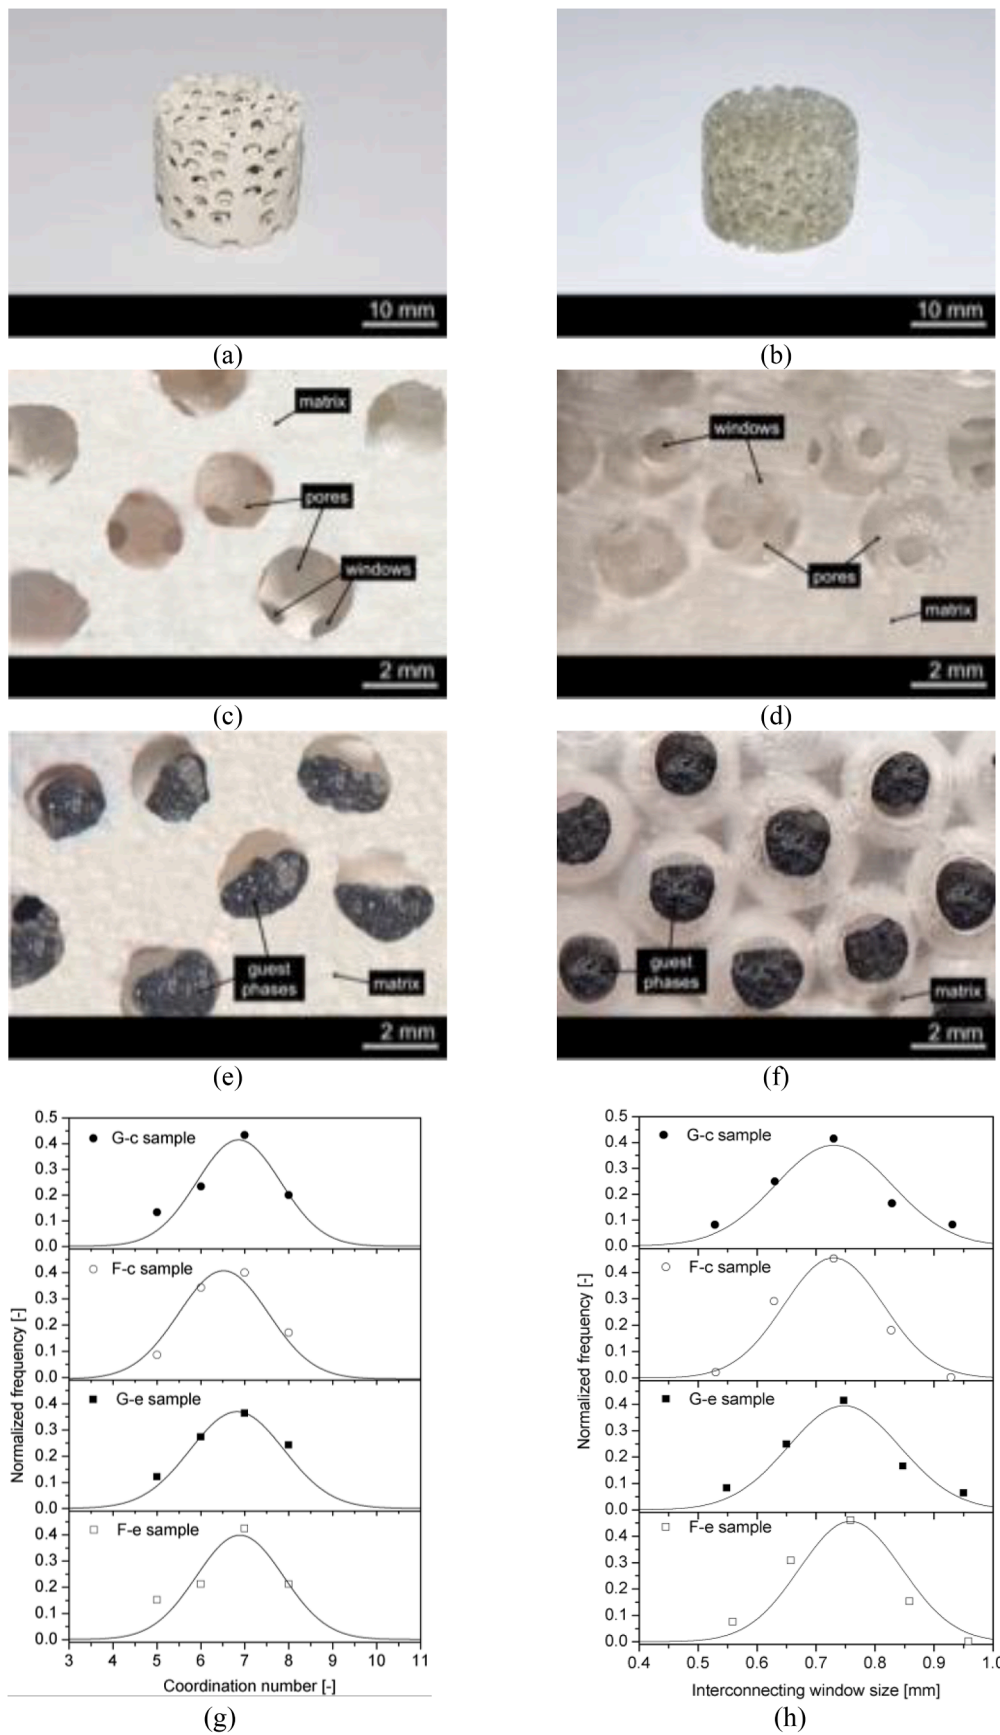 10 mm
10 mm
(a)
(b)
matrix
pores
windows
2 mm
windows
pores
matrix
2 mm
(c)
(d)
guest
phases
matrix
2 mm
guest
phases
matrix
2 mm
(e)
(f)
Normalized frequency [-]
0.5
0.4
0.3
0.2
0.1
0.0
G-c sample
0.4
0.3
0.2
0.1
0.0
F-c sample
0.4
0.3
0.2
0.1
0.0
G-e sample
0.4
0.3
0.2
0.1
0.0
F-e sample
3 4 5 6 7 8 9 10 11
Coordination number [-]
(g)
Normalized frequency [-]
0.5
0.4
0.3
0.2
0.1
0.0
G-c sample
0.4
0.3
0.2
0.1
0.0
F-c sample
0.4
0.3
0.2
0.1
0.0
G-e sample
0.4
0.3
0.2
0.1
0.0
F-e sample
0.4 0.5 0.6 0.7 0.8 0.9 1.0
Interconnecting window size [mm]
(h)